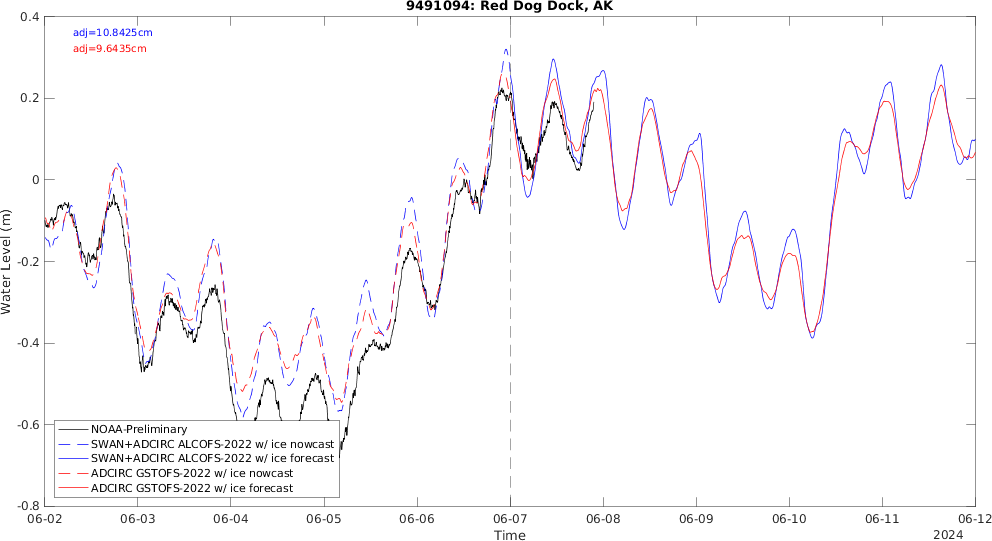 9491094: Red Dog Dock, AK
adj=10.8425cm
adj=9.6435cm
Water Level (m)
0.4
0.2
0
-0.2
-0.4
-0.6
-0.8
NOAA-Preliminary
SWAN+ADCIRC ALCOFS-2022 w/ ice nowcast
SWAN+ADCIRC ALCOFS-2022 w/ ice forecast
ADCIRC GSTOFS-2022 w/ ice nowcast
ADCIRC GSTOFS-2022 w/ ice forecast
06-02 06-03 06-04 06-05 06-06 06-07 06-08 06-09 06-10 06-11 06-12
Time
2024